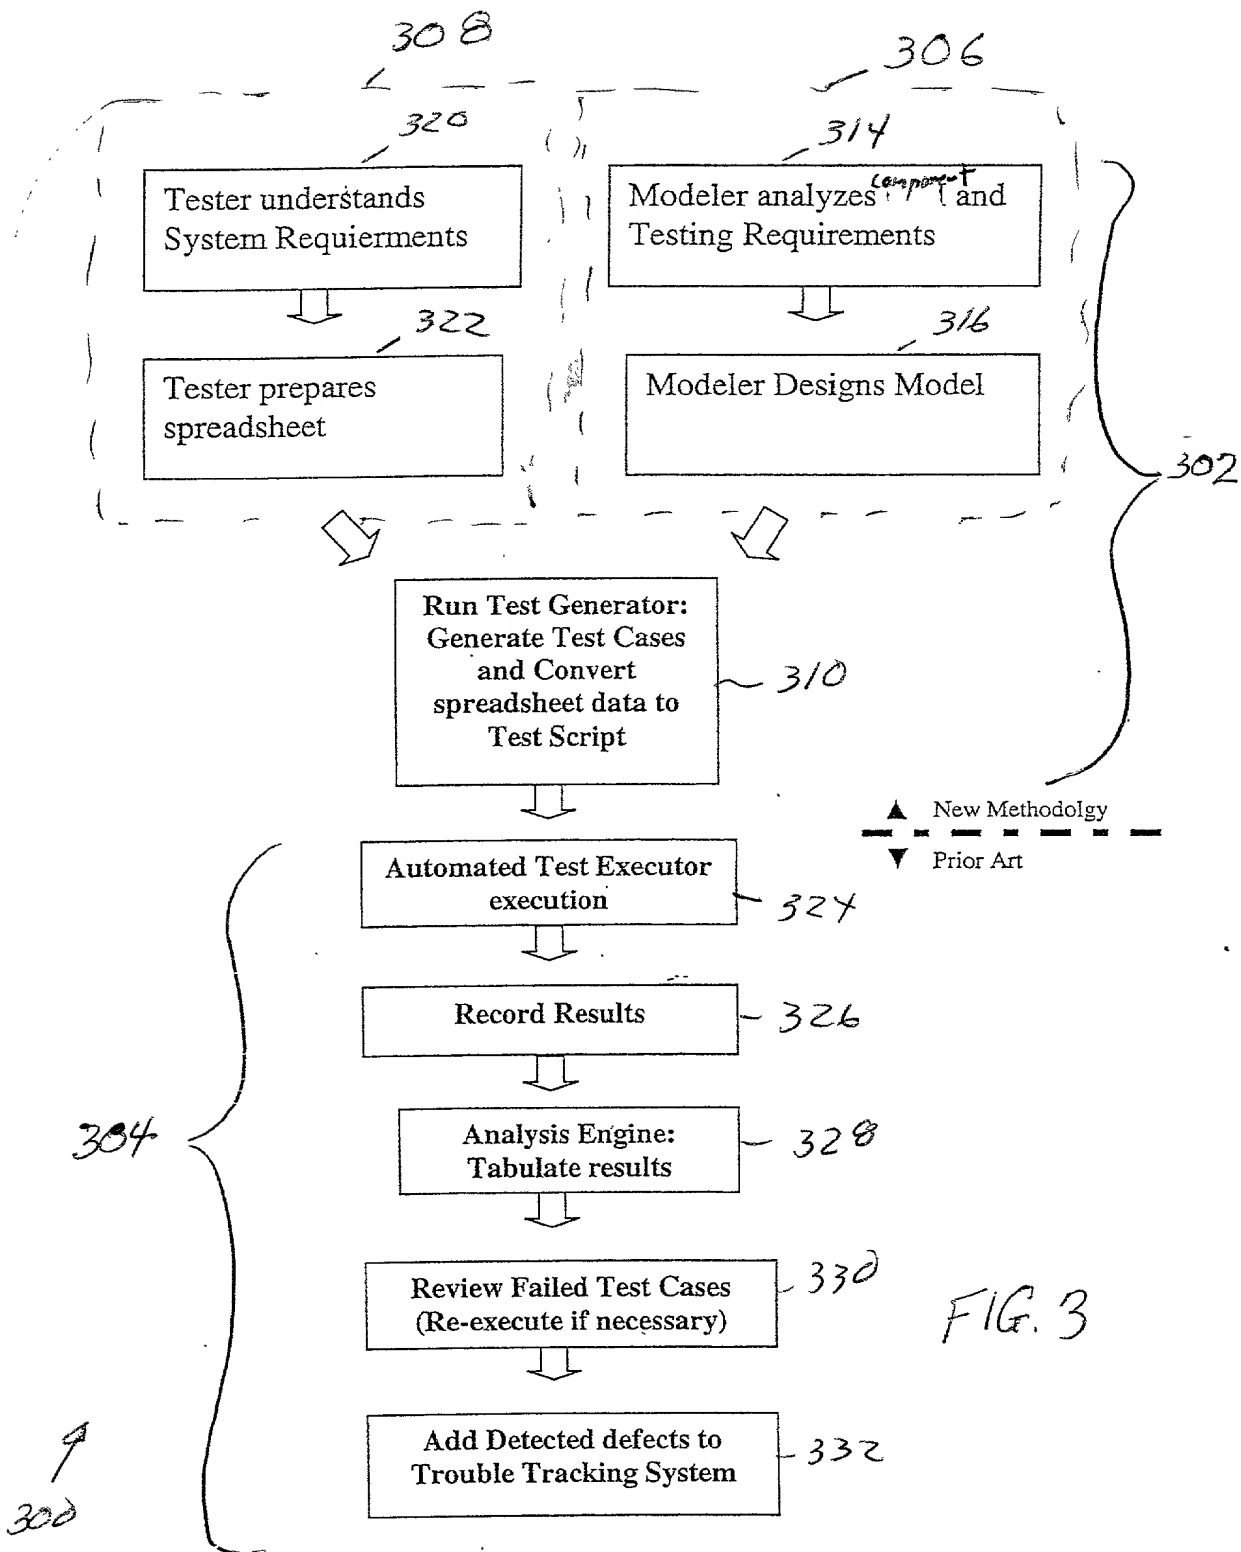 308
306
320
314
Tester understands
System Requierments
Modeler analyzes component and
Testing Requirements
322
316
Tester prepares
spreadsheet
Modeler Designs Model
302
Run Test Generator:
Generate Test Cases
and Convert
spreadsheet data to
Test Script
310
New Methodolgy
Prior Art
Automated Test Executor
execution
324
Record Results
326
304
Analysis Engine:
Tabulate results
328
Review Failed Test Cases
(Re-execute if necessary)
330
FIG. 3
Add Detected defects to
Trouble Tracking System
332
300